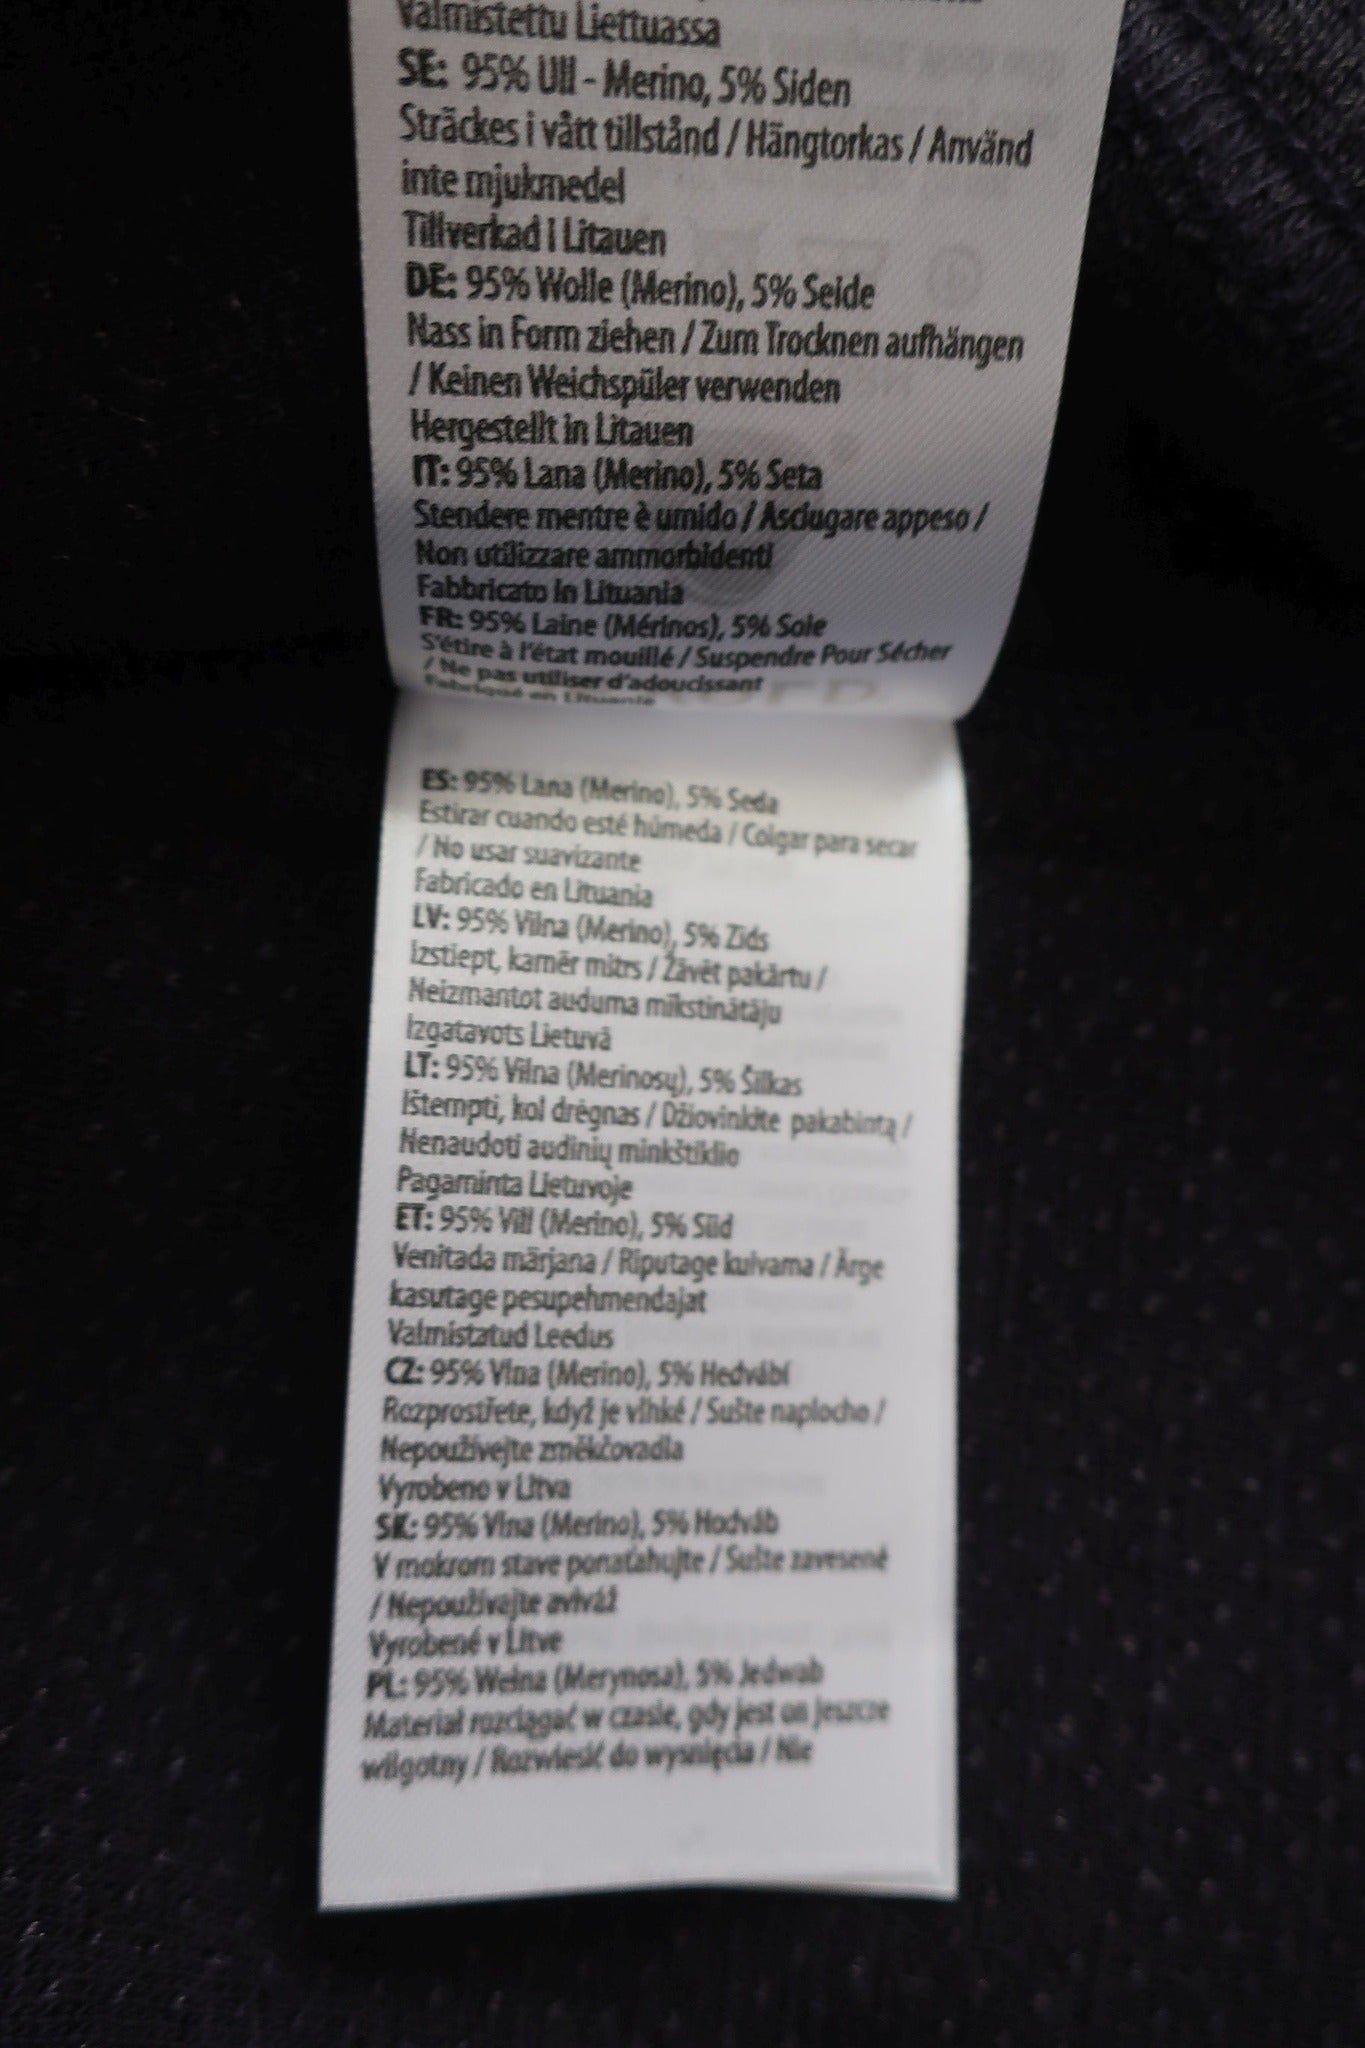 Valmistettu Liettuassa
SE: 95% Ull - Merino, 5% Siden
Sträckes i vått tillstånd / Hängtorkas / Använd
inte mjukmedel
Tillverkad i Litauen
DE: 95% Wolle (Merino), 5% Seide
Nass in Form ziehen / Zum Trocknen aufhängen
/ Keinen Weichspüler verwenden
Hergestellt in Litauen
IT: 95% Lana (Merino), 5% Seta
Stendere mentre è umido / Asciugare appeso /
Non utilizzare ammorbidenti
Fabbricato in Lituania
FR: 95% Laine (Mérinos), 5% Soie
S'étire à l'état mouillé / Suspendre Pour Sécher
/ Ne pas utiliser d'adoucissant
Fabriqué en Lituanie
ES: 95% Lana (Merino), 5% Seda
Estirar cuando esté húmeda / Colgar para secar
/ No usar suavizante
Fabricado en Lituania
LV: 95% Vilna (Merino), 5% Zīds
Izstiept, kamēr mitrs / Žāvēt pakārtu /
Neizmantot auduma mīkstinātāju
Izgatavots Lietuvā
LT: 95% Vilna (Merinosų), 5% Šilkas
Ištempti, kol drėgnas / Džiovinkite pakabintą /
Nenaudoti audinių minkštiklio
Pagaminta Lietuvoje
ET: 95% Vill (Merino), 5% Siid
Venitada märjana / Riputage kuivama / Ärge
kasutage pesupehmendajat
Valmistatud Leedus
CZ: 95% Vlna (Merino), 5% Hedvábí
Rozprostřete, když je vlhké / Sušte naplocho /
Nepoužívejte změkčovadla
Vyrobeno v Litva
SK: 95% Vlna (Merino), 5% Hodváb
V mokrom stave ponaťahujte / Sušte zavesené
/ Nepoužívajte aviváž
Vyrobené v Litve
PL: 95% Wełna (Merynosa), 5% Jedwab
Materiał rozciągać w czasie, gdy jest on jeszcze
wilgotny / Rozwiesić do wyschnięcia / Nie